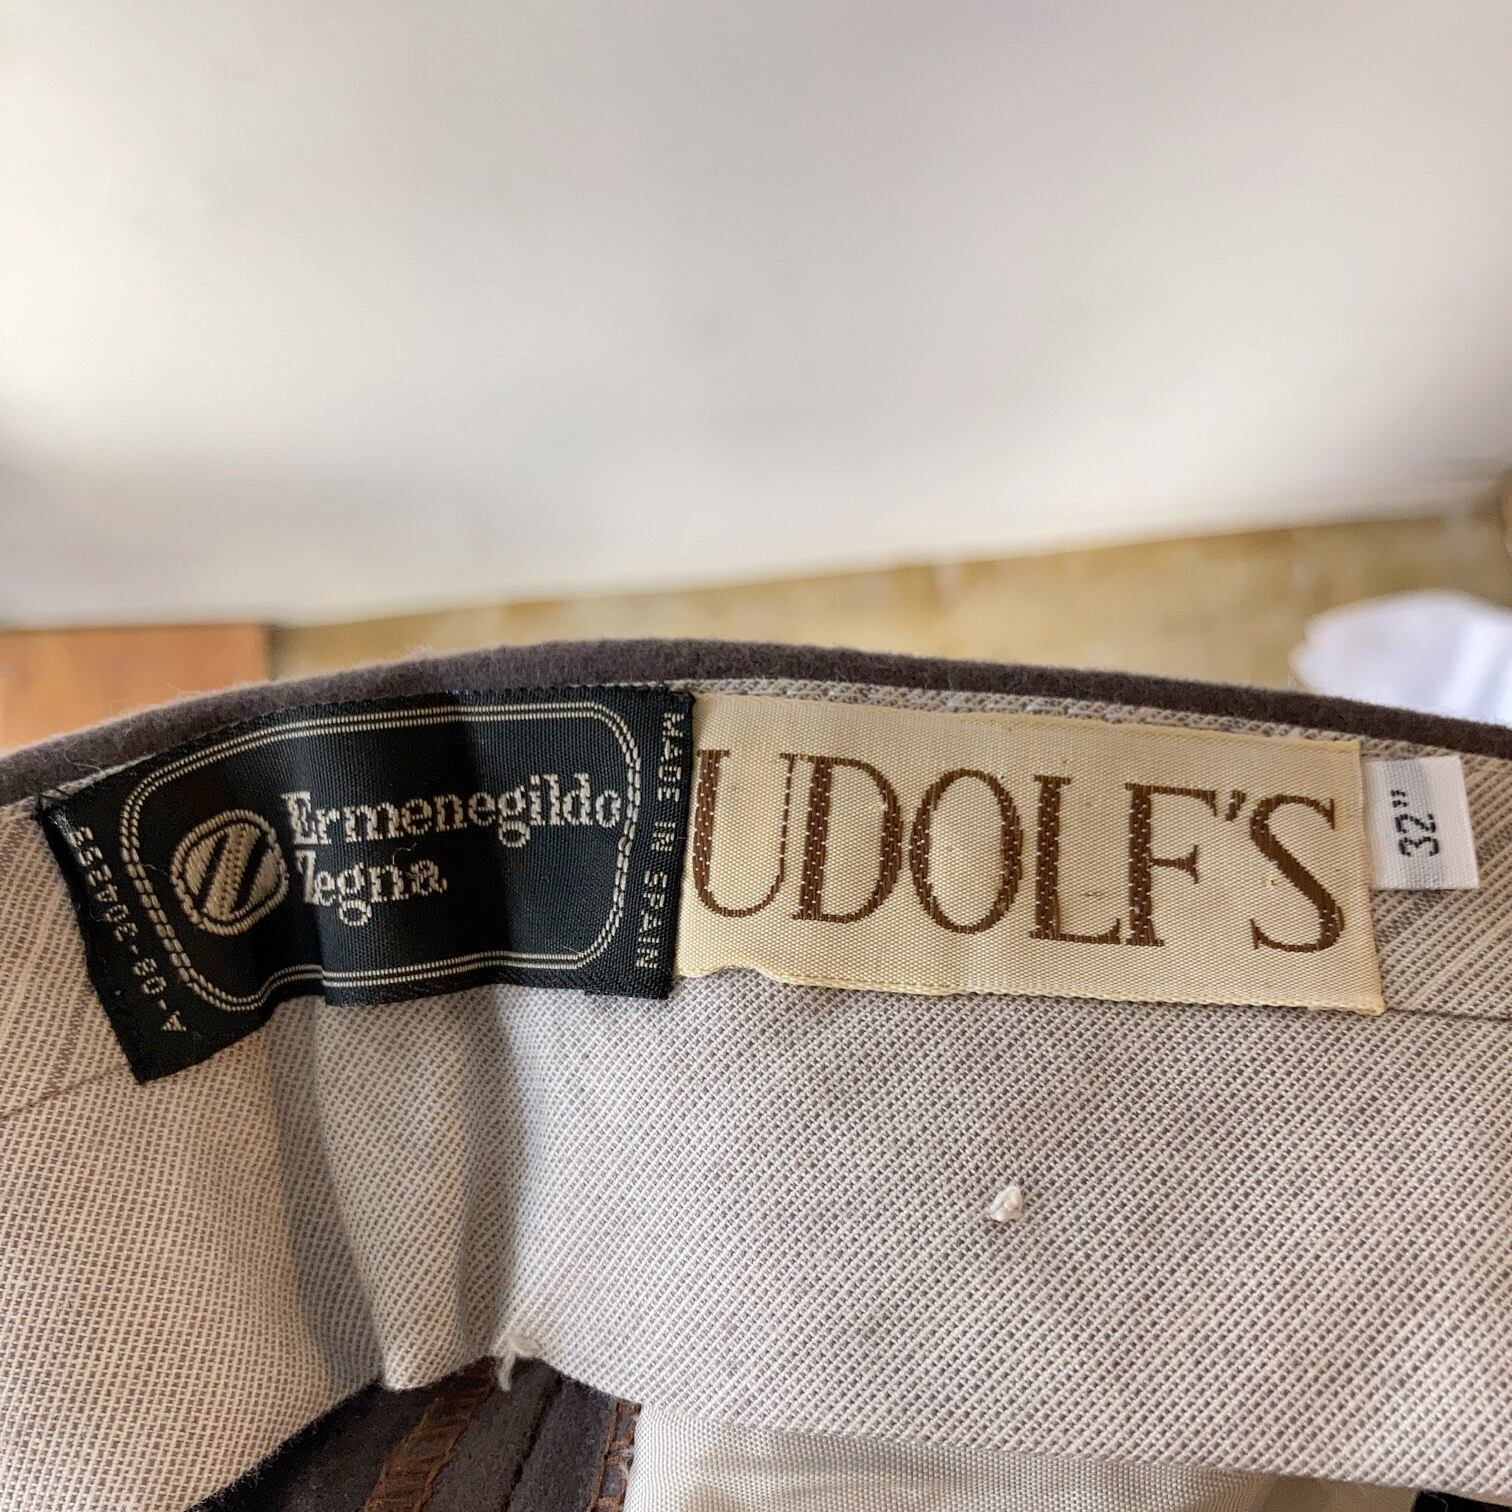 Ermenegildo
Zegna
MADE IN SPAIN
UDOLF'S
32"